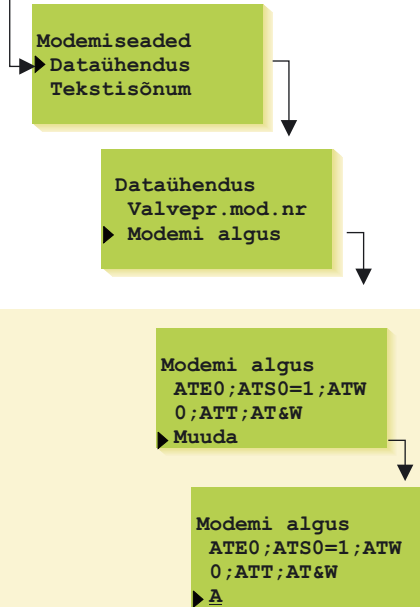 Modemiseaded
Dataühendus
Tekstisõnum
Dataühendus
Valvepr.mod.nr
Modemi algus
Modemi algus
ATE0;ATS0=1;ATW
0;ATT;AT&W
Muuda
Modemi algus
ATE0;ATS0=1;ATW
0;ATT;AT&W
A